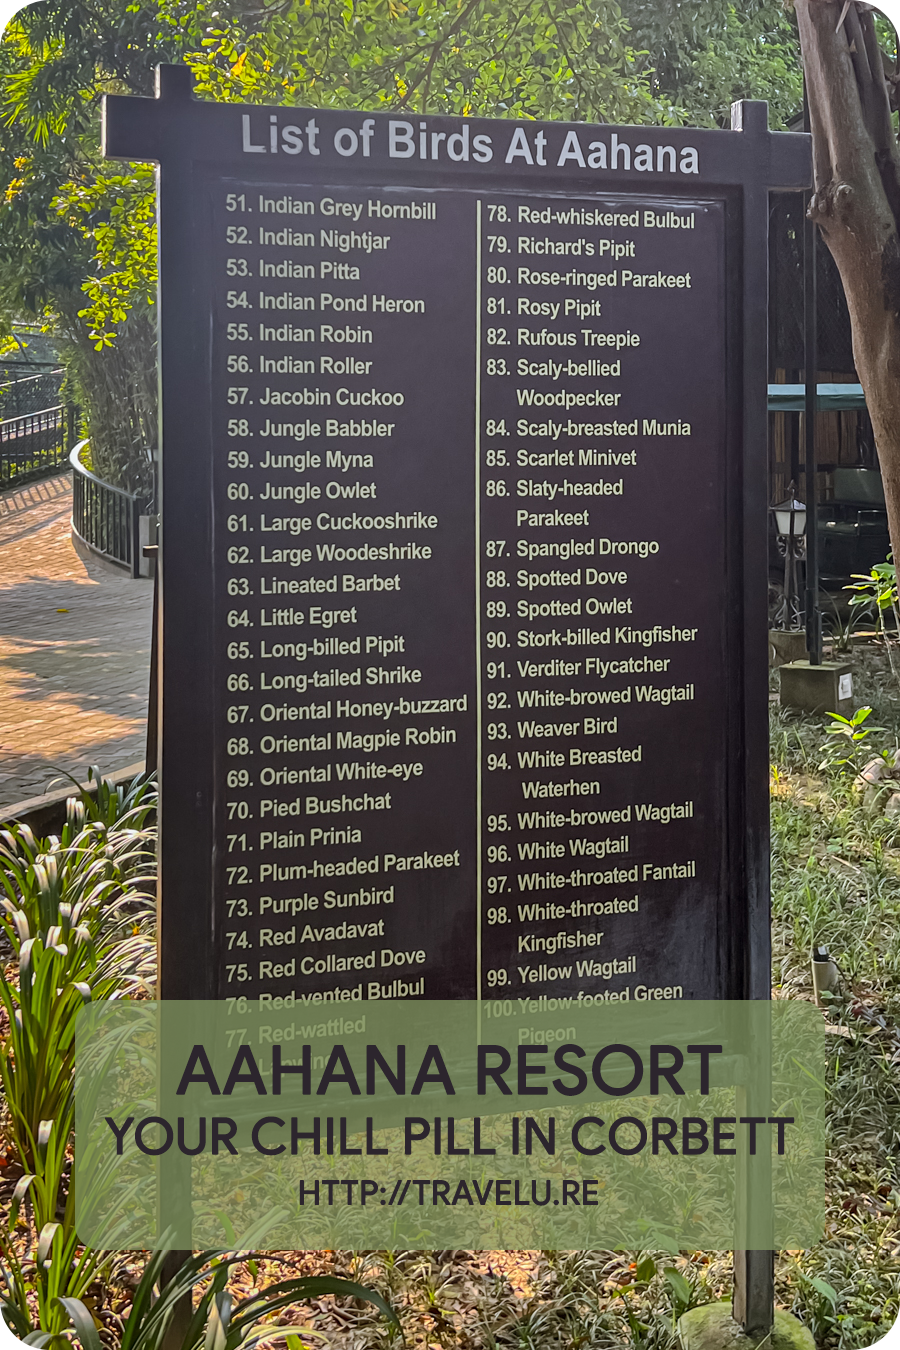 List of Birds At Aahana
51. Indian Grey Hornbill
52. Indian Nightjar
53. Indian Pitta
54. Indian Pond Heron
55. Indian Robin
56. Indian Roller
57. Jacobin Cuckoo
58. Jungle Babbler
59. Jungle Myna
60. Jungle Owlet
61. Large Cuckooshrike
62. Large Woodeshrike
63. Lineated Barbet
64. Little Egret
65. Long-billed Pipit
66. Long-tailed Shrike
67. Oriental Honey-buzzard
68. Oriental Magpie Robin
69. Oriental White-eye
70. Pied Bushchat
71. Plain Prinia
72. Plum-headed Parakeet
73. Purple Sunbird
74. Red Avadavat
75. Red Collared Dove
76. Red-vented Bulbul
77. Red-wattled
78. Red-whiskered Bulbul
79. Richard's Pipit
80. Rose-ringed Parakeet
81. Rosy Pipit
82. Rufous Treepie
83. Scaly-bellied
Woodpecker
84. Scaly-breasted Munia
85. Scarlet Minivet
86. Slaty-headed
Parakeet
87. Spangled Drongo
88. Spotted Dove
89. Spotted Owlet
90. Stork-billed Kingfisher
91. Verditer Flycatcher
92. White-browed Wagtail
93. Weaver Bird
94. White Breasted
Waterhen
95. White-browed Wagtail
96. White Wagtail
97. White-throated Fantail
98. White-throated
Kingfisher
99. Yellow Wagtail
100. Yellow-footed Green
Pigeon
AAHANA RESORT
YOUR CHILL PILL IN CORBETT
HTTP://TRAVELU.RE